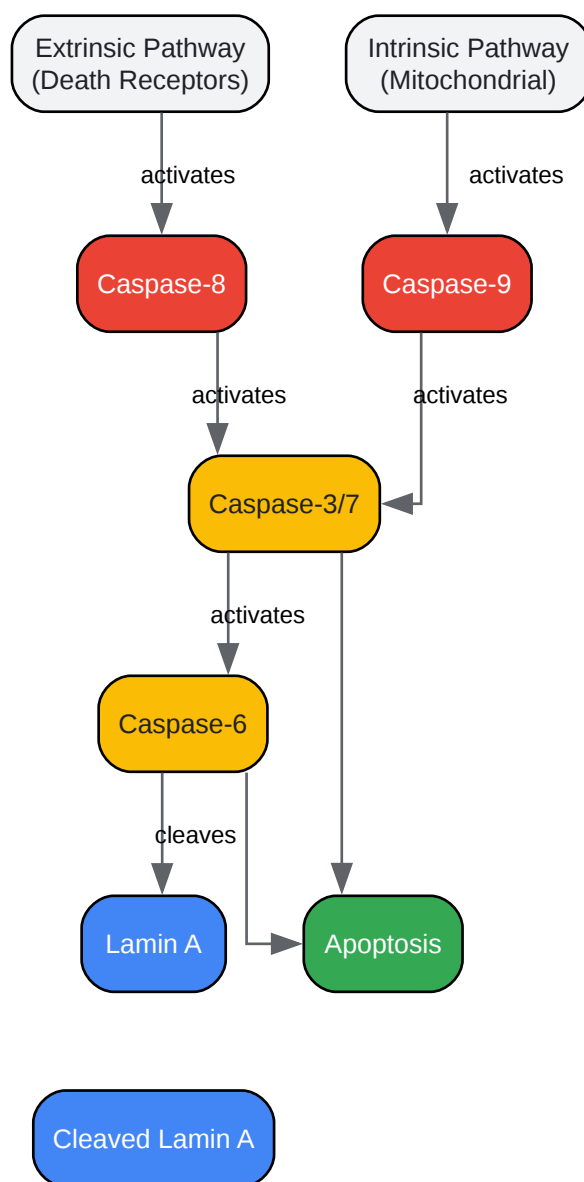 Extrinsic Pathway
(Death Receptors)
Intrinsic Pathway
(Mitochondrial)
activates
activates
Caspase-8
Caspase-9
activates
activates
Caspase-3/7
activates
Caspase-6
cleaves
Lamin A
Apoptosis
Cleaved Lamin A